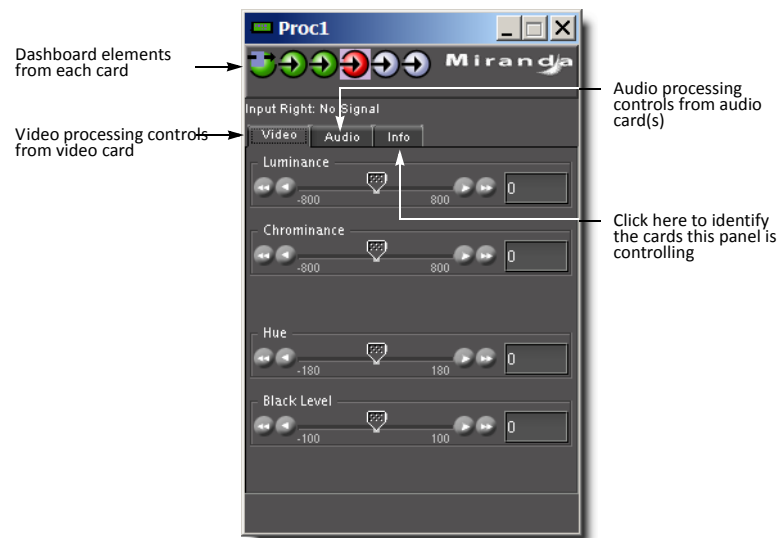 Proc1
Dashboard elements
from each card
Miranda
Audio processing
controls from audio
card(s)
Input Right: No Signal
Video processing controls
from video card
Video Audio Info
Luminance
-800 800 0
Click here to identify
the cards this panel is
controlling
Chrominance
-800 800 0
Hue
-180 180 0
Black Level
-100 100 0